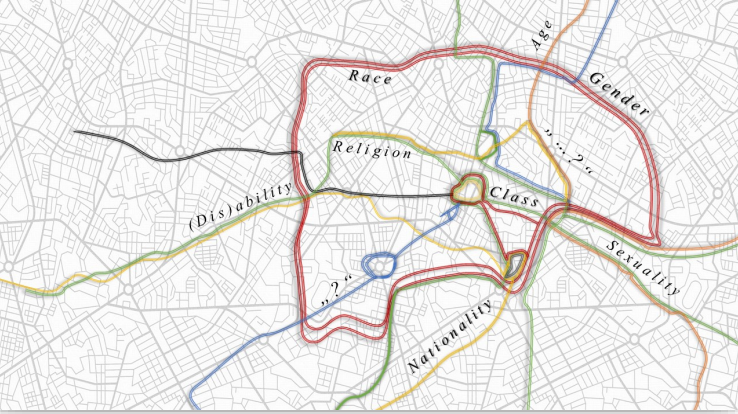 Age
Race
Gender
„…?“
Religion
Class
(Dis)ability
Sexuality
„?“
Nationality